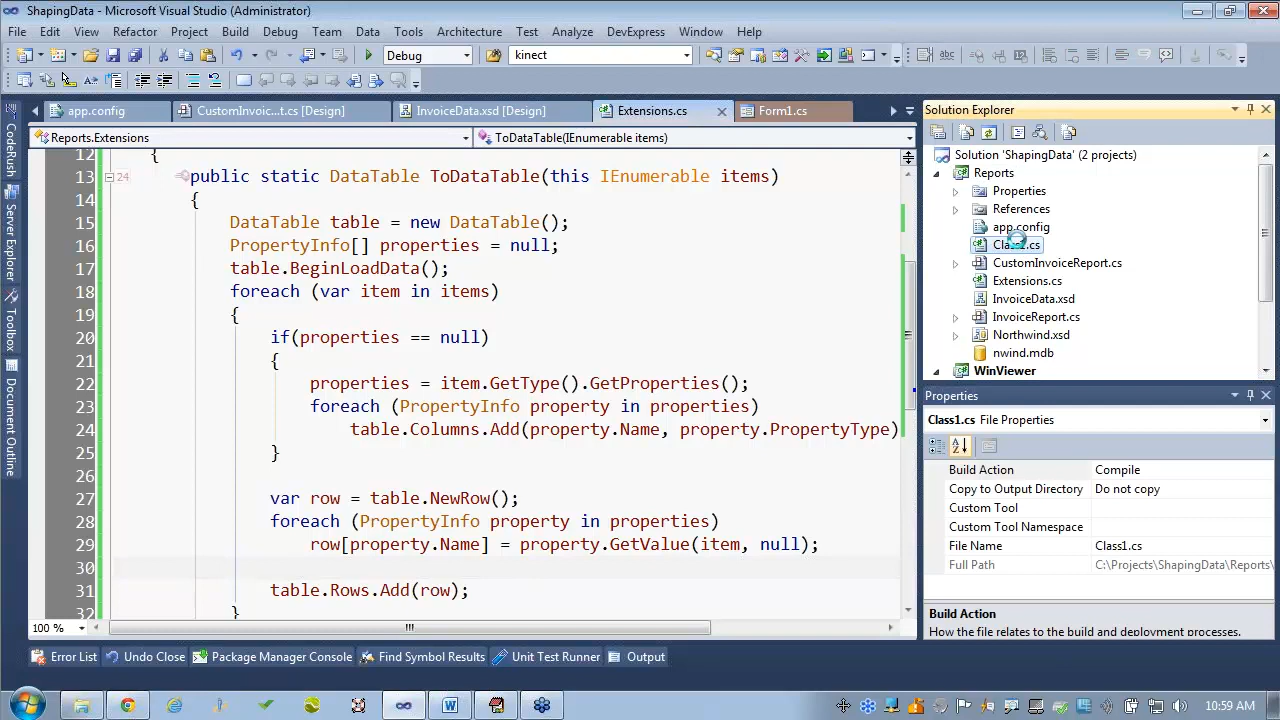 ShapingData - Microsoft Visual Studio (Administrator)
File Edit View Refactor Project Build Debug Team Data Tools Architecture Test Analyze DevExpress Window Help
Debug kinect
app.config CustomInvoic...t.cs [Design] InvoiceData.xsd [Design] Extensions.cs Form1.cs
Reports.Extensions ToDataTable(IEnumerable items)
12 {
13 public static DataTable ToDataTable(this IEnumerable items)
24
14 {
15 DataTable table = new DataTable();
16 PropertyInfo[] properties = null;
17 table.BeginLoadData();
18 foreach (var item in items)
19 {
20 if(properties == null)
21 {
22 properties = item.GetType().GetProperties();
23 foreach (PropertyInfo property in properties)
24 table.Columns.Add(property.Name, property.PropertyType)
25 }
26
27 var row = table.NewRow();
28 foreach (PropertyInfo property in properties)
29 row[property.Name] = property.GetValue(item, null);
30
31 table.Rows.Add(row);
32 }
100 %
CodeRush
Server Explorer
Toolbox
Document Outline
Solution Explorer
Solution 'ShapingData' (2 projects)
Reports
Properties
References
app.config
Class1.cs
CustomInvoiceReport.cs
Extensions.cs
InvoiceData.xsd
InvoiceReport.cs
Northwind.xsd
nwind.mdb
WinViewer
Properties
Class1.cs File Properties
Build Action Compile
Copy to Output Directory Do not copy
Custom Tool
Custom Tool Namespace
File Name Class1.cs
Full Path C:\Projects\ShapingData\Reports\
Build Action
How the file relates to the build and deployment processes.
Error List Undo Close Package Manager Console Find Symbol Results Unit Test Runner Output
10:59 AM